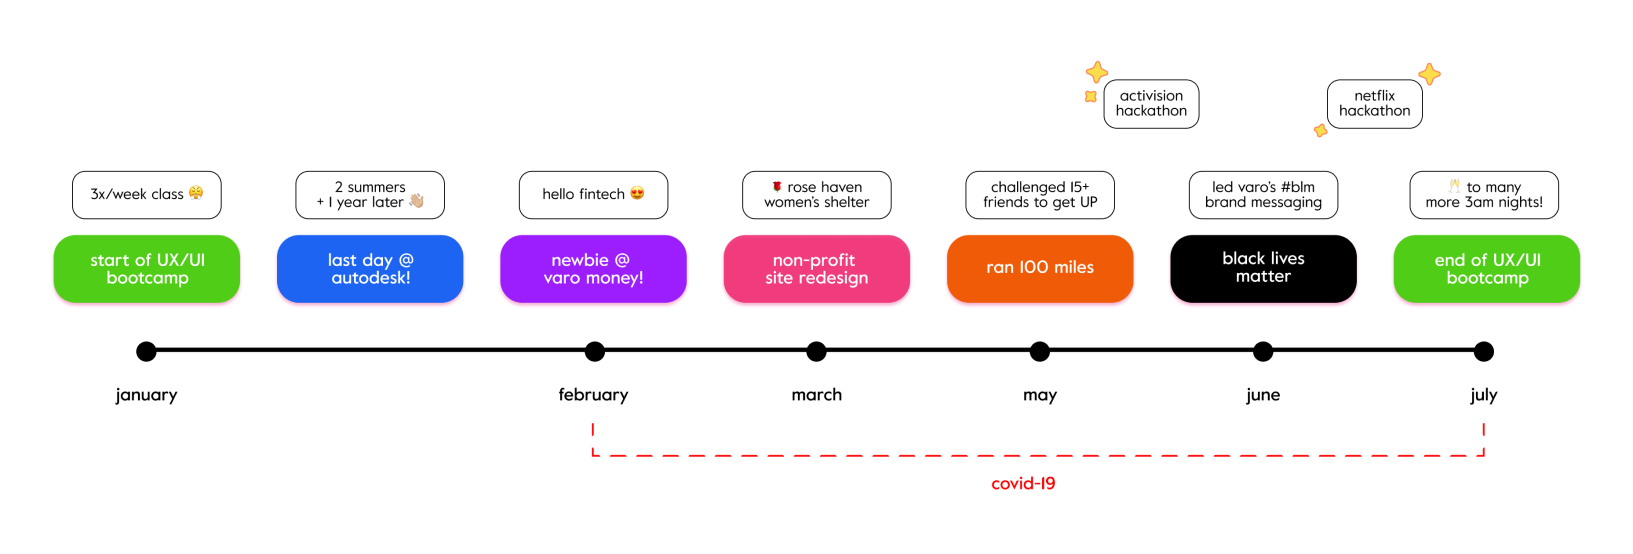 activision
hackathon
netflix
hackathon
3x/week class 😤
2 summers
+ 1 year later 👋🏼
hello fintech 😍
🌹 rose haven
women's shelter
challenged 15+
friends to get UP
led varo's #blm
brand messaging
🥂 to many
more 3am nights!
start of UX/UI
bootcamp
last day @
autodesk!
newbie @
varo money!
non-profit
site redesign
ran 100 miles
black lives
matter
end of UX/UI
bootcamp
january
february
march
may
june
july
covid-19